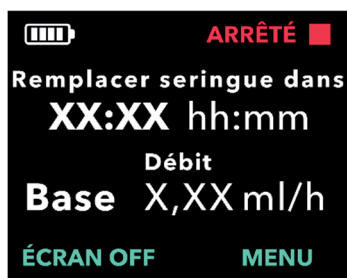 ARRÊTÉ
Remplacer seringue dans
XX:XX hh:mm
Débit
Base X,XX ml/h
ÉCRAN OFF MENU